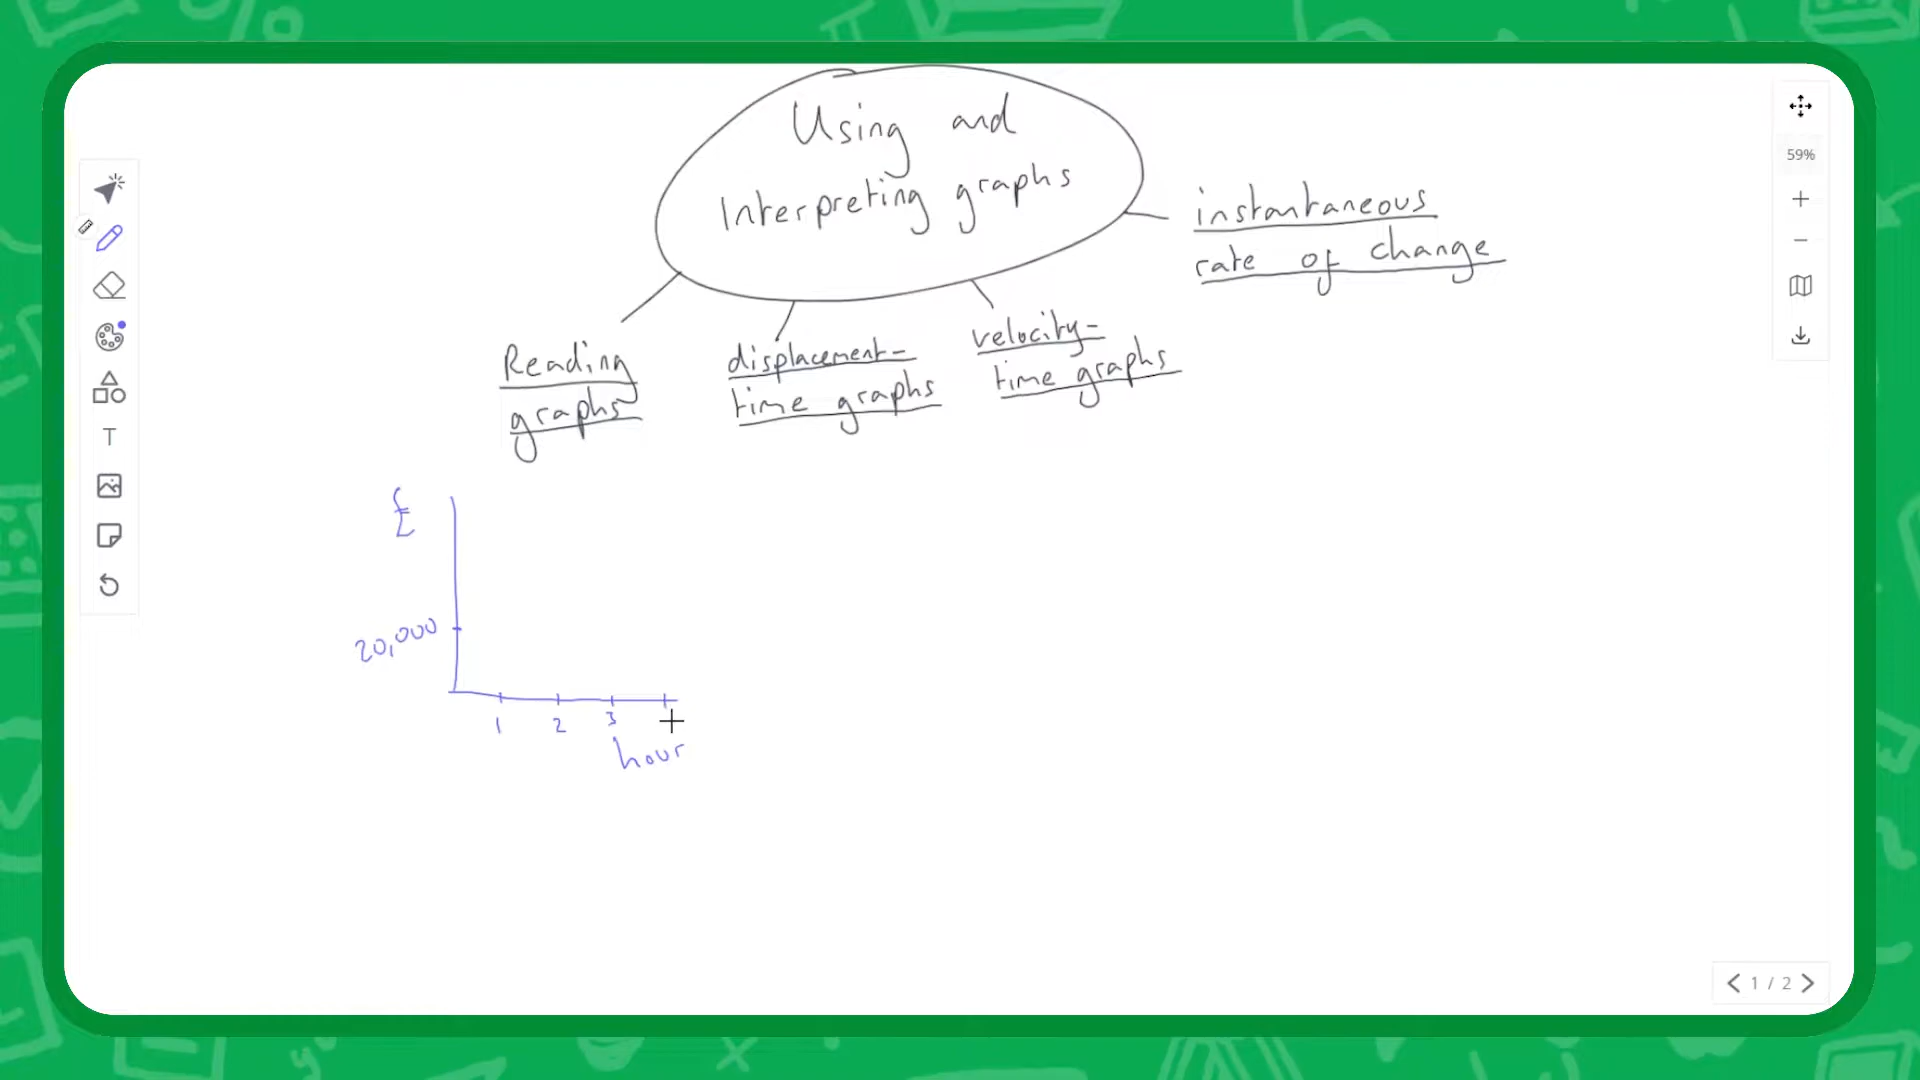 Using and
Interpreting graphs
instantaneous
rate of change
Reading
graphs
displacement-
time graphs
velocity-
time graphs
£
20,000
1 2 3
hour
59%
T
1 / 2